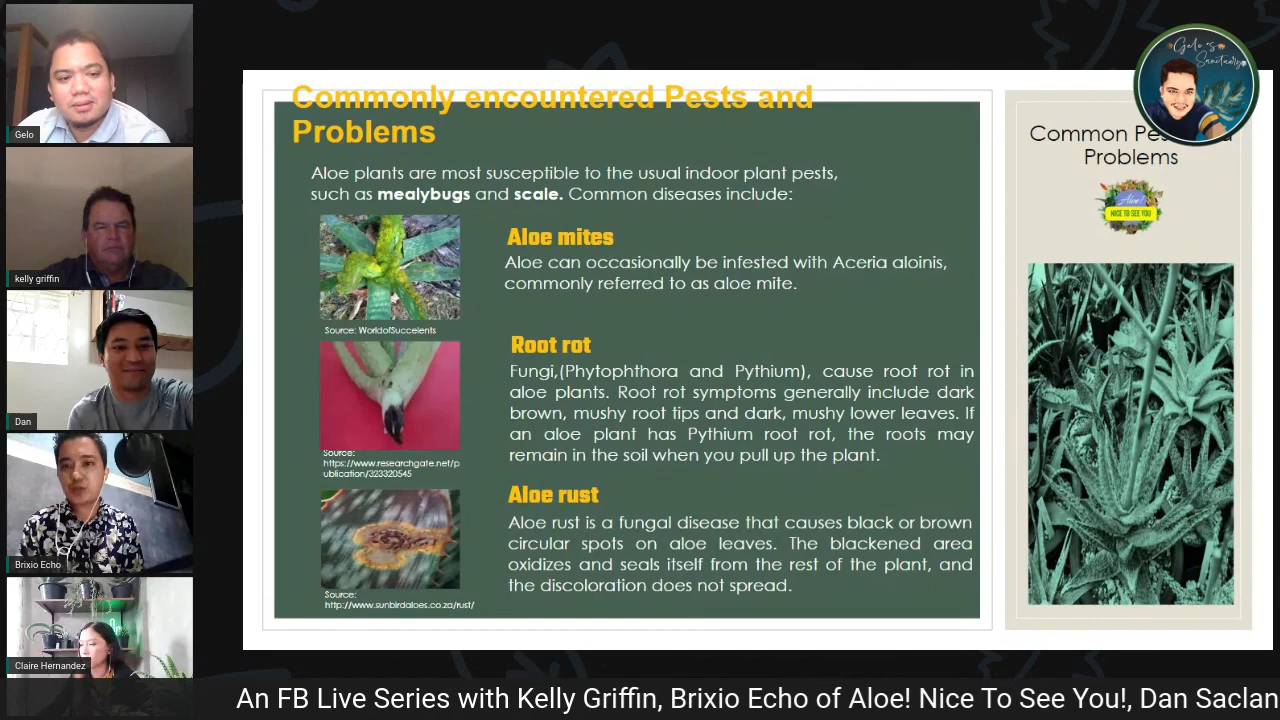 Gelo
kelly griffin
Dan
Brixio Echo
Claire Hernandez
Commonly encountered Pests and
Problems
Aloe plants are most susceptible to the usual indoor plant pests,
such as mealybugs and scale. Common diseases include:
Source: WorldofSucculents
Aloe mites
Aloe can occasionally be infested with Aceria aloinis,
commonly referred to as aloe mite.
Source:
https://www.researchgate.net/p
ublication/323320545
Root rot
Fungi,(Phytophthora and Pythium), cause root rot in
aloe plants. Root rot symptoms generally include dark
brown, mushy root tips and dark, mushy lower leaves. If
an aloe plant has Pythium root rot, the roots may
remain in the soil when you pull up the plant.
Source:
http://www.sunbirdaloes.co.za/rust/
Aloe rust
Aloe rust is a fungal disease that causes black or brown
circular spots on aloe leaves. The blackened area
oxidizes and seals itself from the rest of the plant, and
the discoloration does not spread.
Gelo's
Sanctuary
Common
Problems
Aloe!
NICE TO SEE YOU
An FB Live Series with Kelly Griffin, Brixio Echo of Aloe! Nice To See You!, Dan Saclan